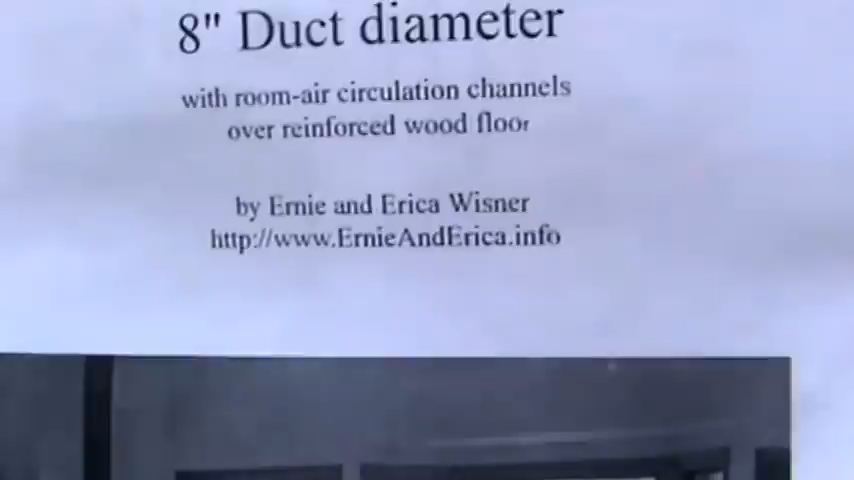 8" Duct diameter
with room-air circulation channels
over reinforced wood floor
by Ernie and Erica Wisner
http://www.ErnieAndErica.info